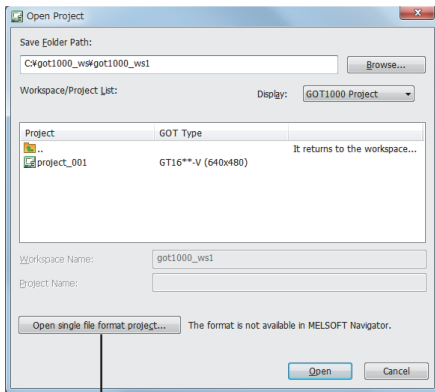 Open Project
Save Folder Path:
C:¥got1000_ws¥got1000_ws1
Browse...
Workspace/Project List:
Display: GOT1000 Project
Project GOT Type
.. It returns to the workspace...
project_001 GT16**-V (640x480)
Workspace Name: got1000_ws1
Project Name:
Open single file format project... The format is not available in MELSOFT Navigator.
Open Cancel